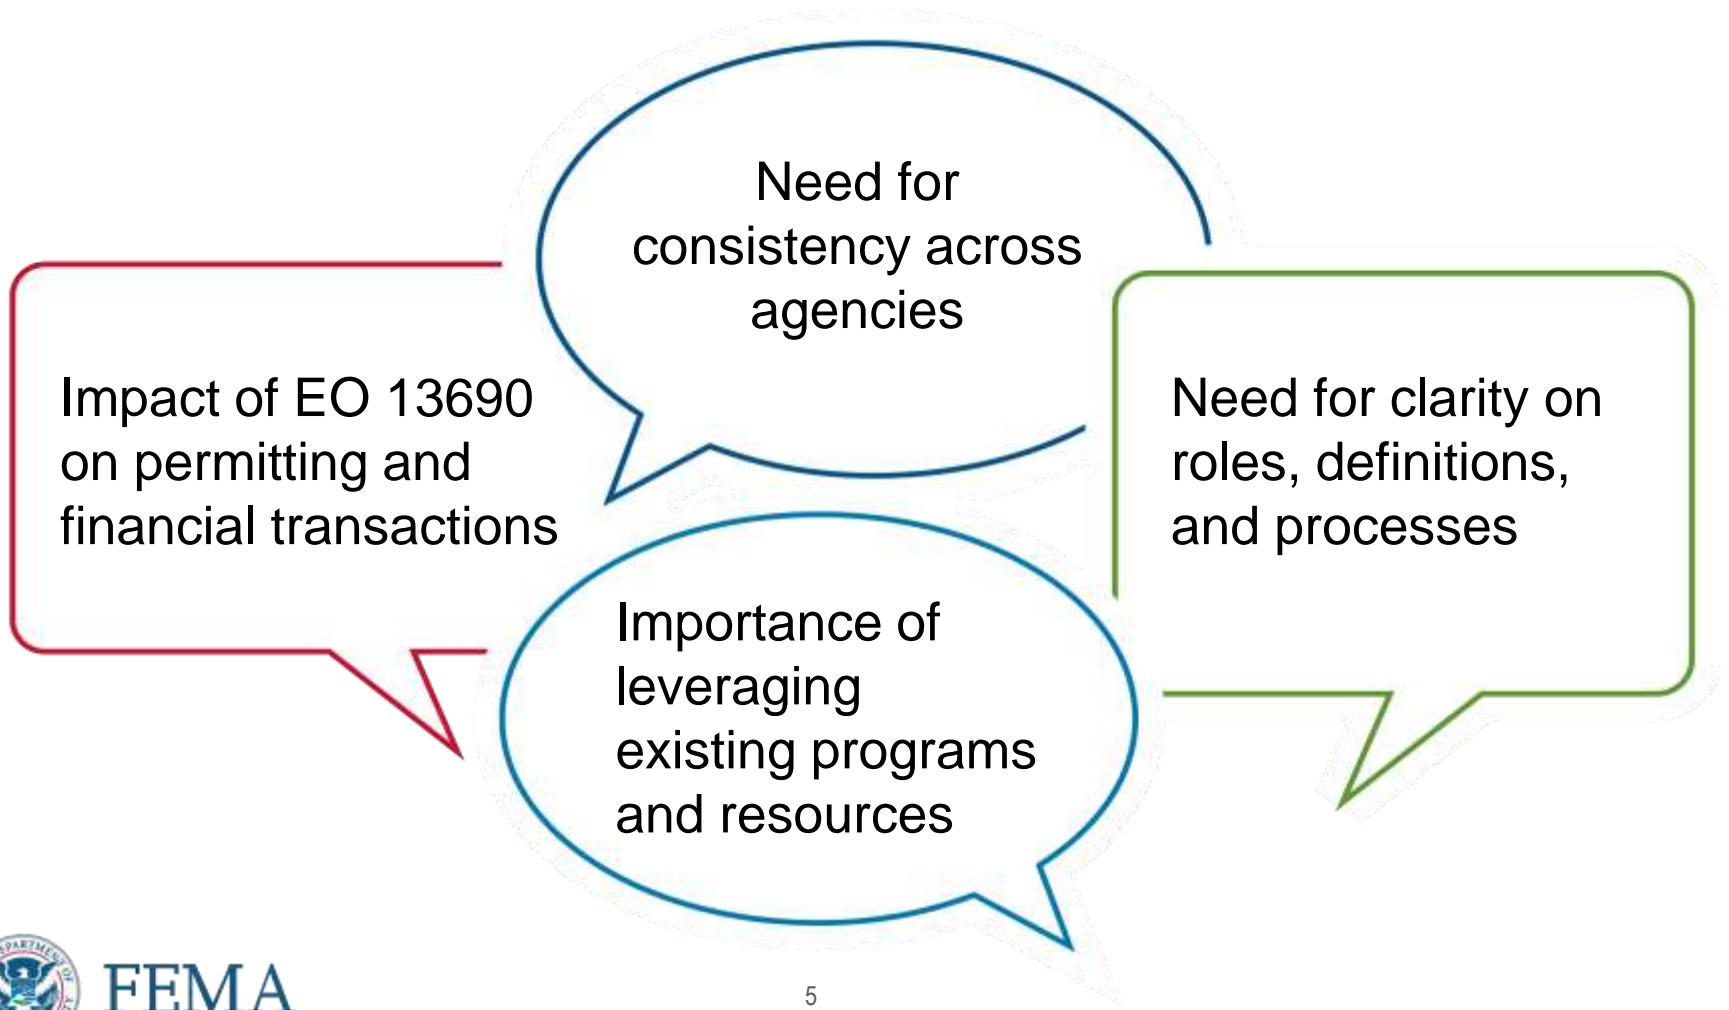 Need for
consistency across
agencies
Impact of EO 13690
on permitting and
financial transactions
Need for clarity on
roles, definitions,
and processes
Importance of
leveraging
existing programs
and resources
FEMA
5